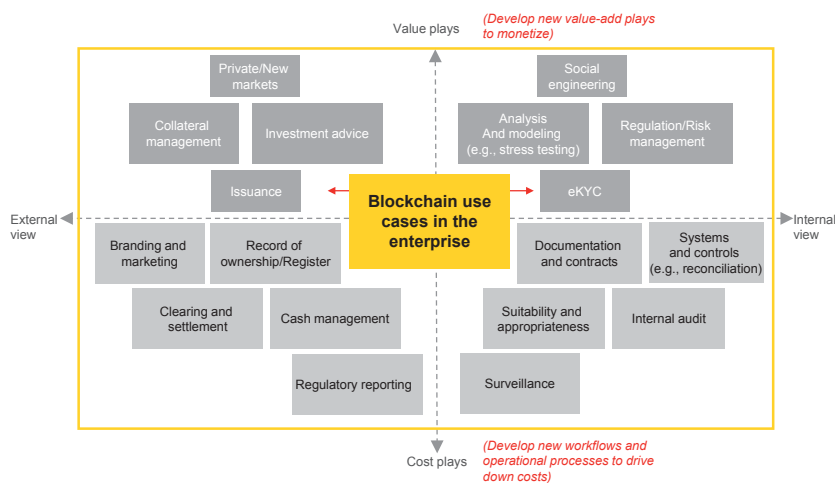 Value plays
(Develop new value-add plays
to monetize)
Private/New
markets
Social
engineering
Collateral
management
Investment advice
Analysis
And modeling
(e.g., stress testing)
Regulation/Risk
management
Issuance
eKYC
Blockchain use
cases in the
enterprise
External
view
Internal
view
Branding and
marketing
Record of
ownership/Register
Documentation
and contracts
Systems
and controls
(e.g., reconciliation)
Clearing and
settlement
Cash management
Suitability and
appropriateness
Internal audit
Regulatory reporting
Surveillance
Cost plays
(Develop new workflows and
operational processes to drive
down costs)